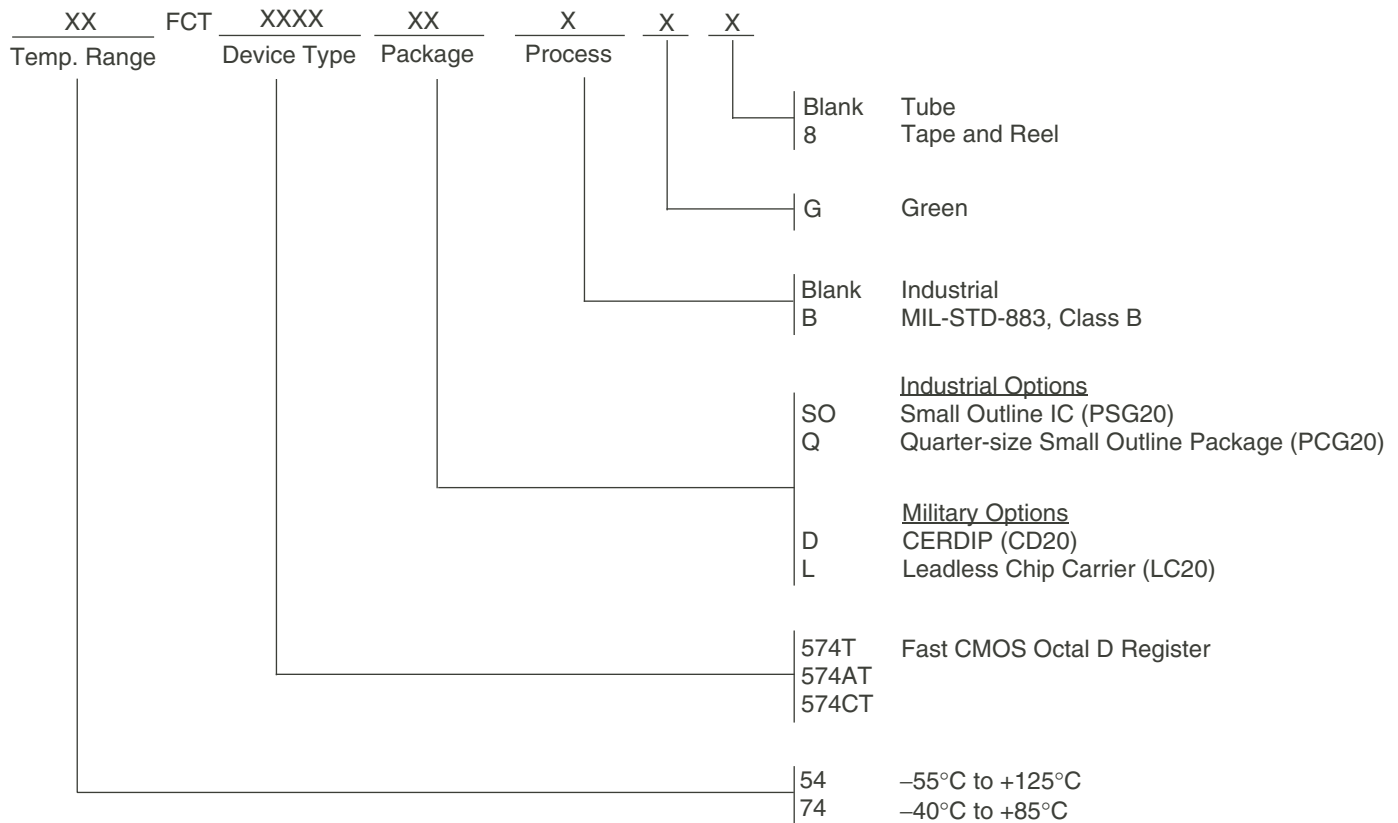 XX FCT XXXX XX X X X
Temp. Range Device Type Package Process
Blank Tube
8 Tape and Reel
G Green
Blank Industrial
B MIL-STD-883, Class B
Industrial Options
SO Small Outline IC (PSG20)
Q Quarter-size Small Outline Package (PCG20)
Military Options
D CERDIP (CD20)
L Leadless Chip Carrier (LC20)
574T Fast CMOS Octal D Register
574AT
574CT
54 –55°C to +125°C
74 –40°C to +85°C